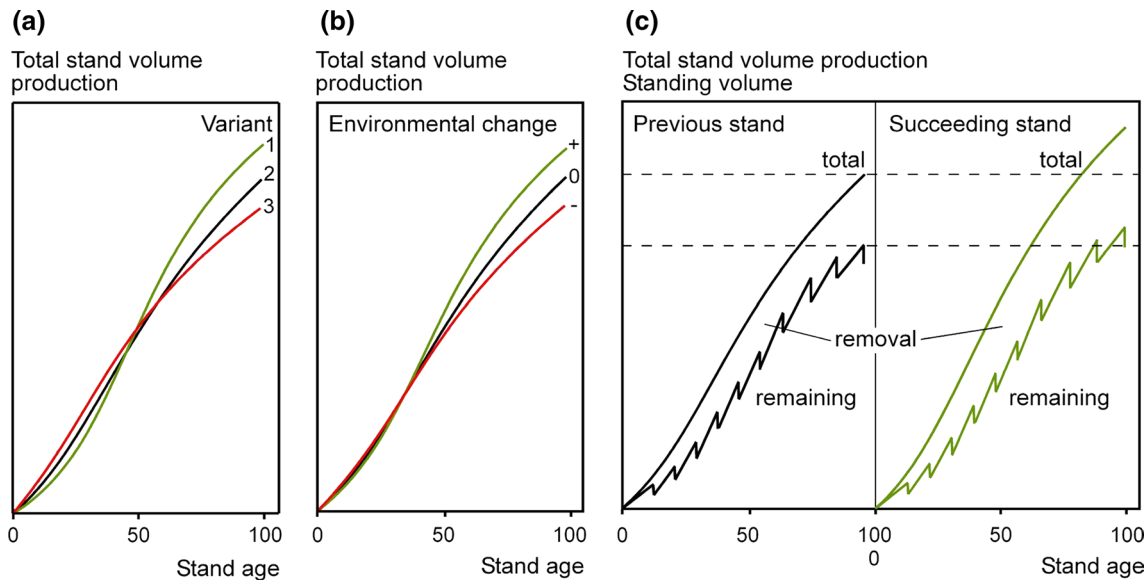 (a)
Total stand volume
production
Variant
1
2
3
0
50
100
Stand age
(b)
Total stand volume
production
Environmental change
+
0
-
0
50
100
Stand age
(c)
Total stand volume production
Standing volume
Previous stand
Succeeding stand
total
total
removal
remaining
remaining
0
50
100
0
50
100
Stand age